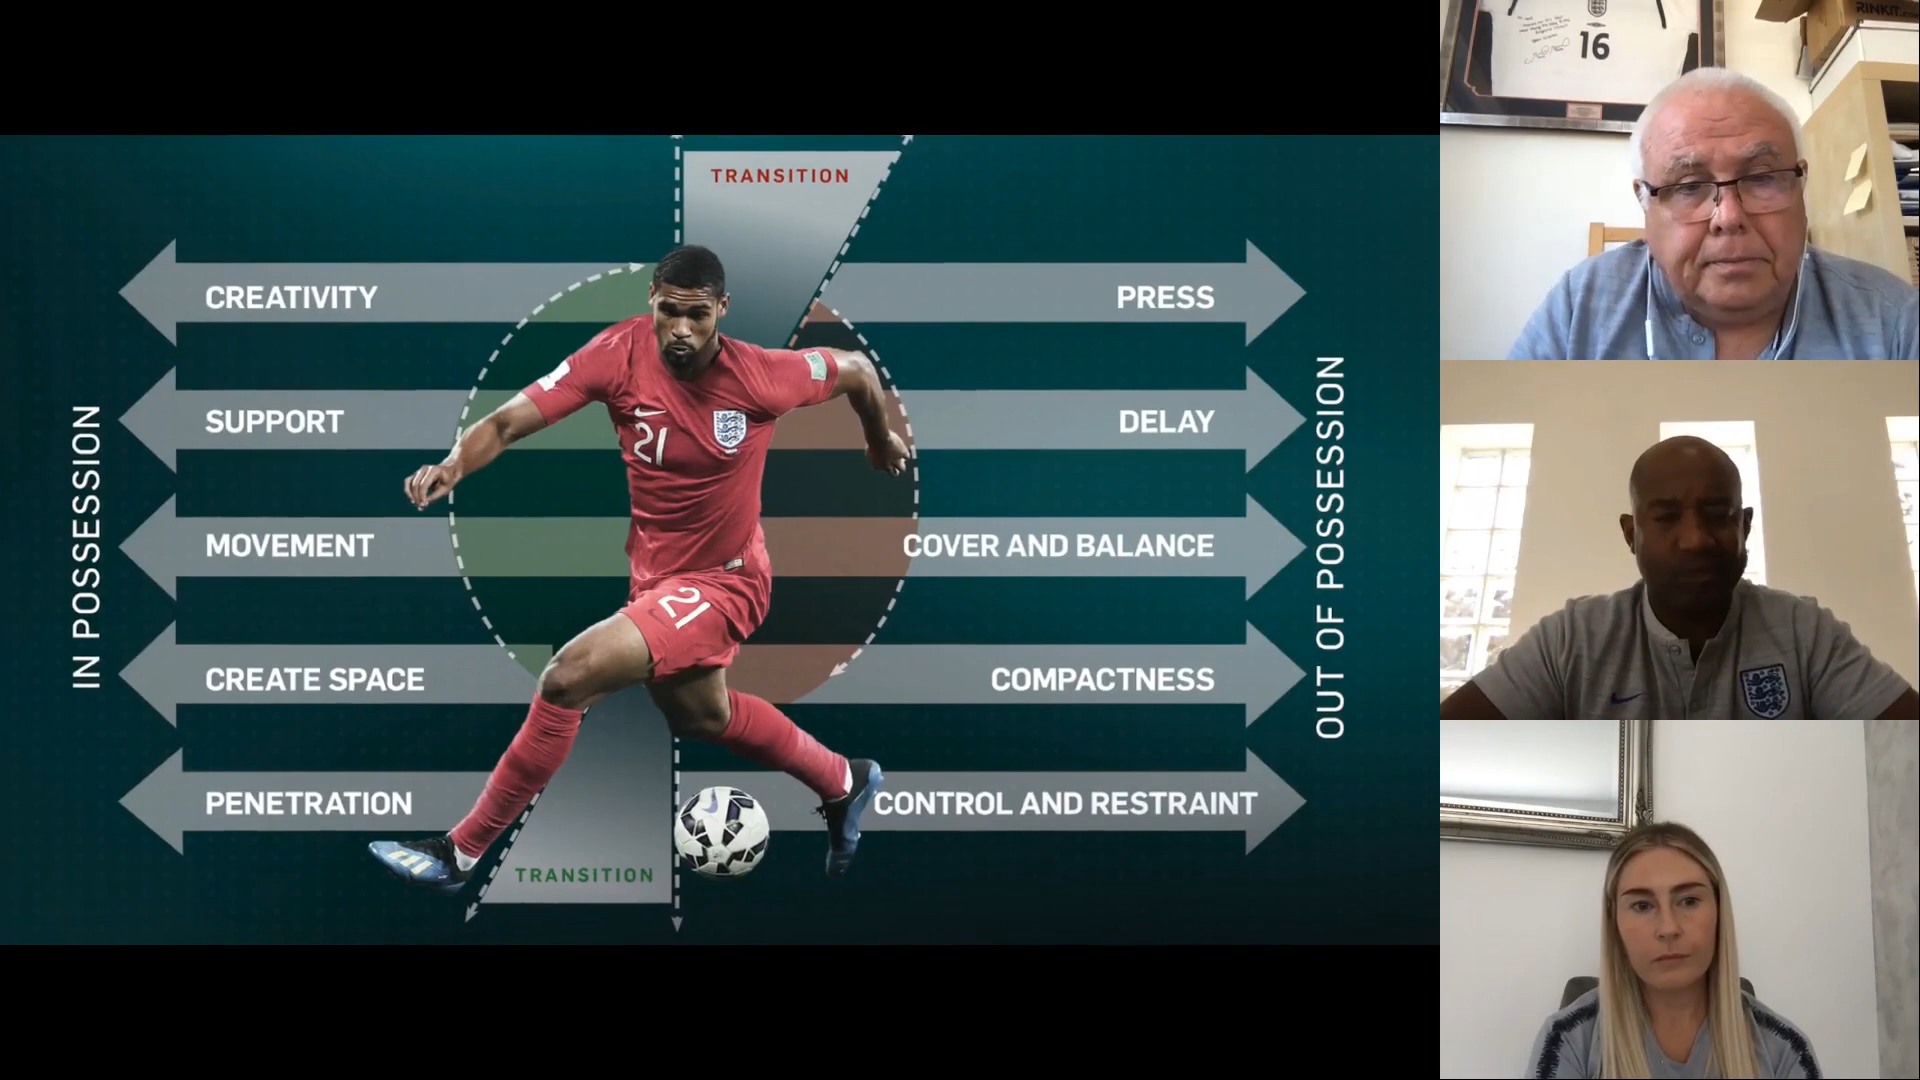 TRANSITION
IN POSSESSION
CREATIVITY
SUPPORT
MOVEMENT
CREATE SPACE
PENETRATION
PRESS
DELAY
COVER AND BALANCE
COMPACTNESS
CONTROL AND RESTRAINT
OUT OF POSSESSION
21
21
TRANSITION
16
RINKIT.com